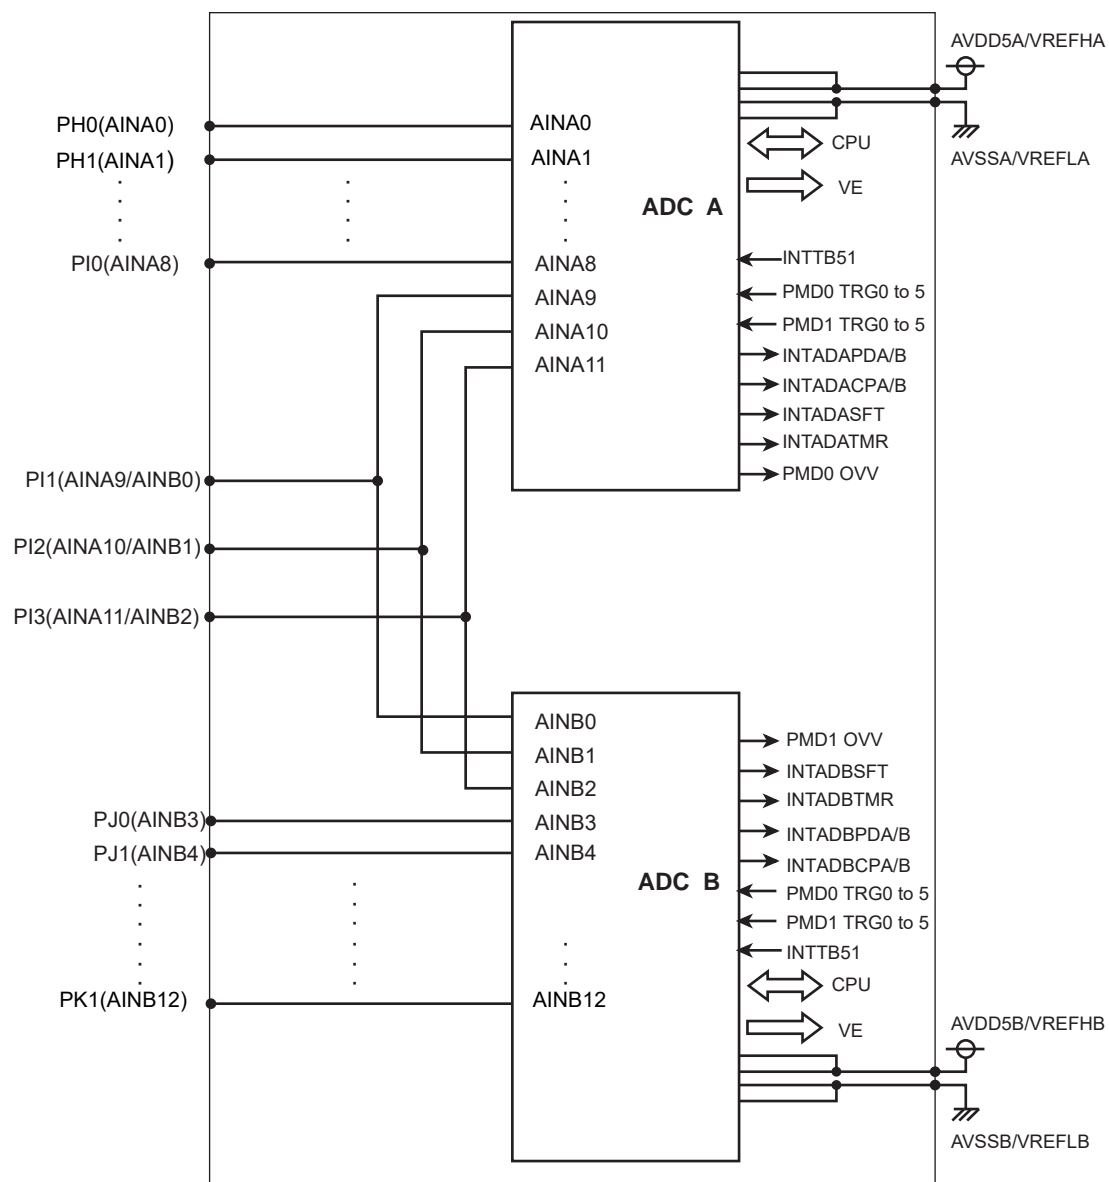 AVDD5A/VREFHA
PH0(AINA0)
AINA0
CPU
PH1(AINA1)
AINA1
AVSSA/VREFLA
VE
ADC A
PI0(AINA8)
AINA8
INTTB51
AINA9
PMD0 TRG0 to 5
AINA10
PMD1 TRG0 to 5
AINA11
INTADAPDA/B
INTADACPA/B
INTADASFT
INTADATMR
PMD0 OVV
PI1(AINA9/AINB0)
PI2(AINA10/AINB1)
PI3(AINA11/AINB2)
AINB0
PMD1 OVV
AINB1
INTADBSFT
AINB2
INTADBTMR
PJ0(AINB3)
AINB3
INTADBPDA/B
PJ1(AINB4)
AINB4
INTADBCPA/B
ADC B
PMD0 TRG0 to 5
PMD1 TRG0 to 5
INTTB51
CPU
PK1(AINB12)
AINB12
VE
AVDD5B/VREFHB
AVSSB/VREFLB